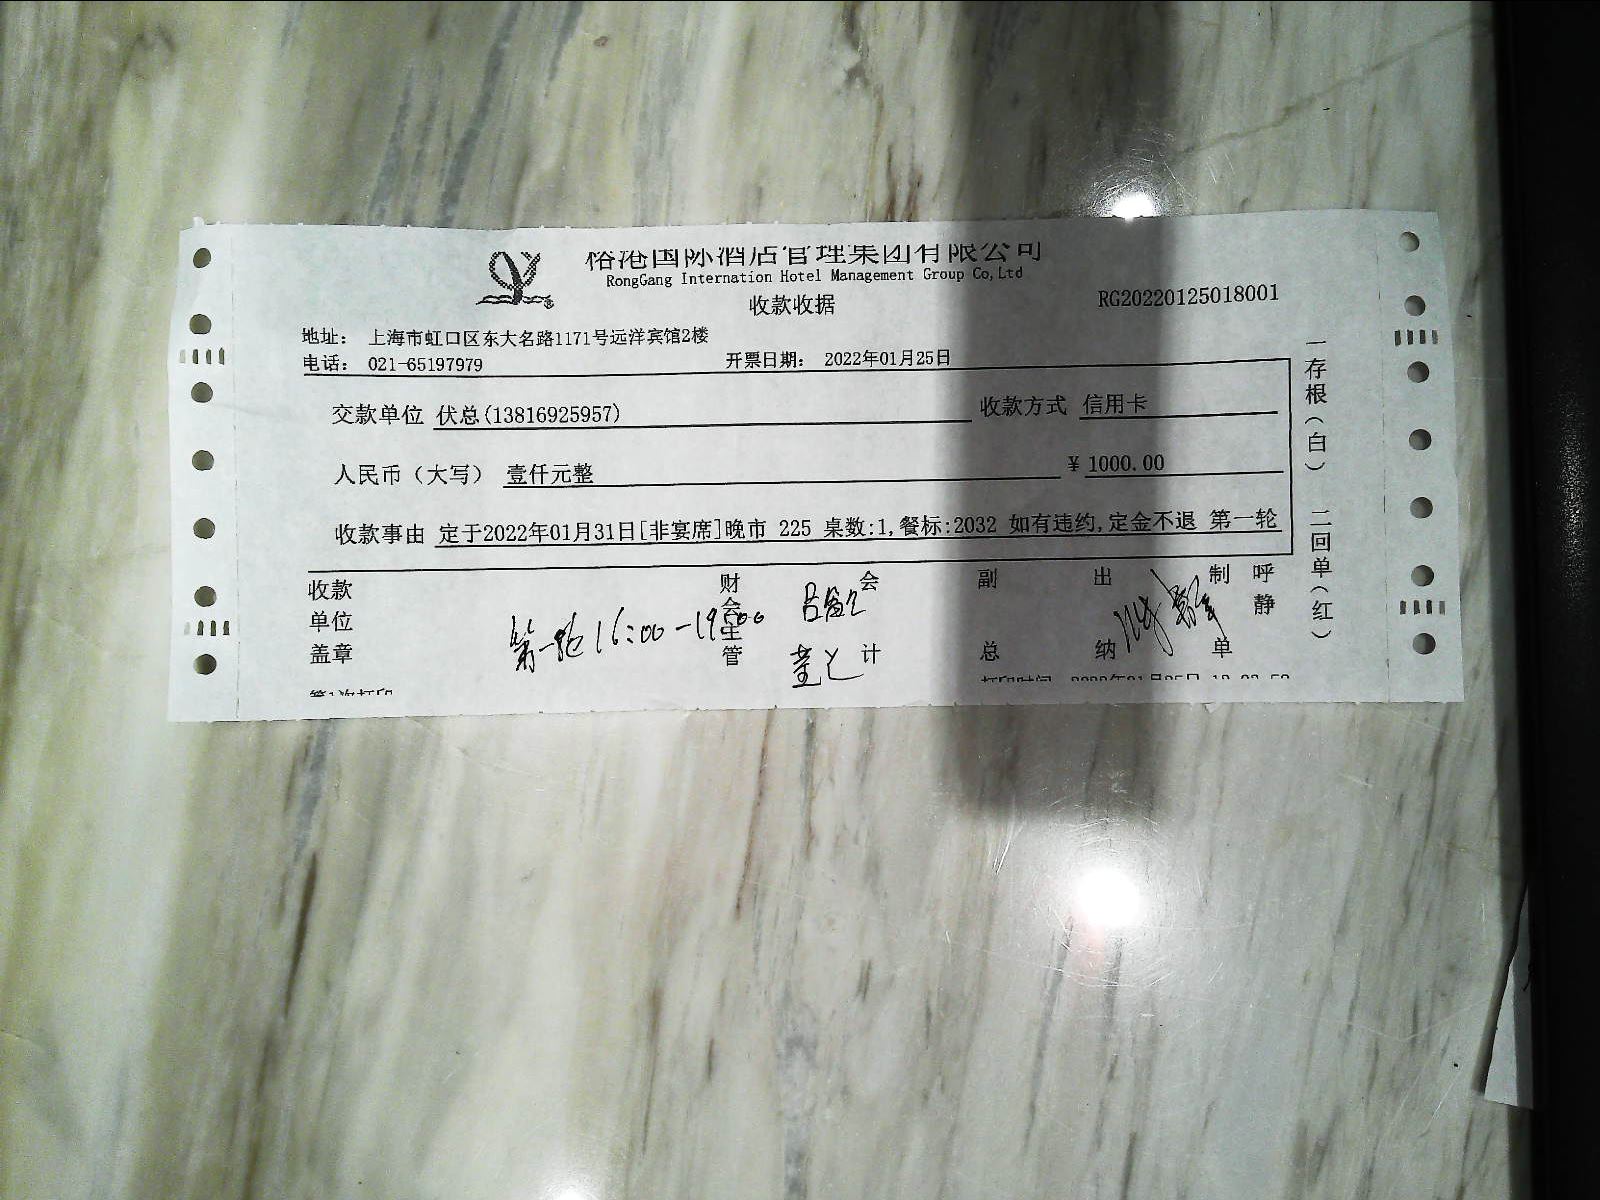 裕港国际酒店管理集团有限公司
RongGang Internation Hotel Management Group Co,Ltd
收款收据
RG20220125018001
地址： 上海市虹口区东大名路1171号远洋宾馆2楼
电话： 021-65197979 开票日期： 2022年01月25日
交款单位 伏总(13816925957) 收款方式 信用卡
人民币（大写） 壹仟元整 ¥ 1000.00
收款事由 定于2022年01月31日[非宴席]晚市 225 桌数:1,餐标:2032 如有违约,定金不退 第一轮
收款单位盖章
财会主管
会计
副总
出纳
制单
呼静
第一轮 16:00-19:00
一存根（白） 二回单（红）
第1次打印